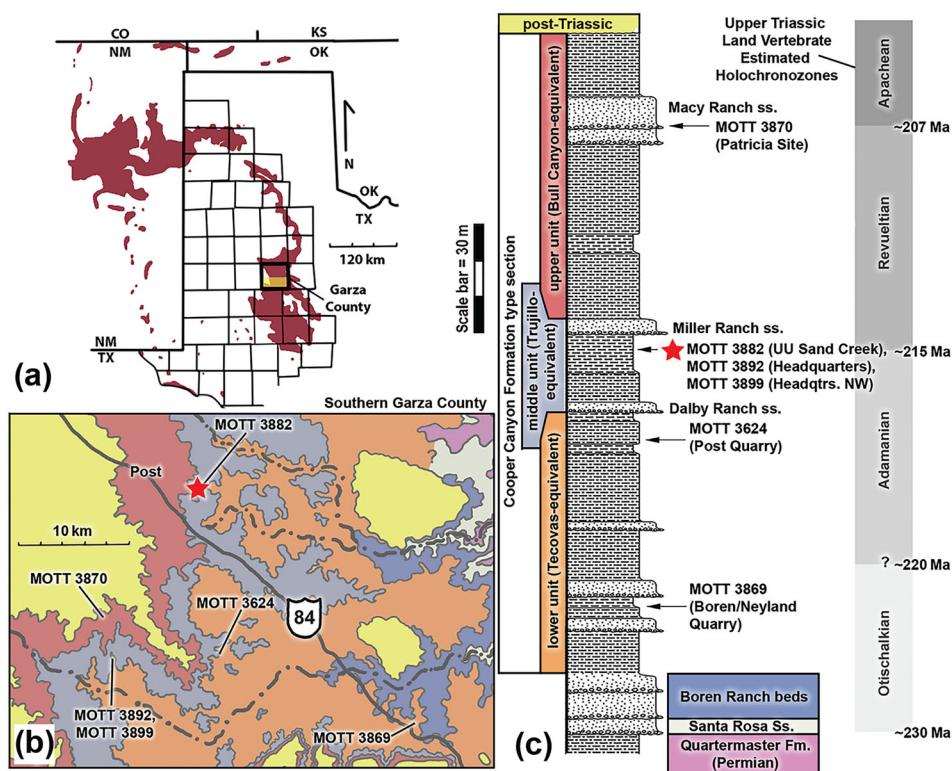 CO
KS
NM
OK
N
OK
TX
120 km
Garza
County
NM
TX
(a)
Scale bar = 30 m
Southern Garza County
MOTT 3882
Post
10 km
MOTT 3870
MOTT 3624
84
MOTT 3892,
MOTT 3899
MOTT 3869
(b)
(c)
post-Triassic
Cooper Canyon Formation type section
upper unit (Bull Canyon-equivalent)
middle unit (Trujillo-
equivalent)
lower unit (Tecovas-equivalent)
Macy Ranch ss.
MOTT 3870
(Patricia Site)
Miller Ranch ss.
MOTT 3882 (UU Sand Creek),
MOTT 3892 (Headquarters),
MOTT 3899 (Headqtrs. NW)
Dalby Ranch ss.
MOTT 3624
(Post Quarry)
MOTT 3869
(Boren/Neyland
Quarry)
Boren Ranch beds
Santa Rosa Ss.
Quartermaster Fm.
(Permian)
Upper Triassic
Land Vertebrate
Estimated
Holochronozones
Apachean
~207 Ma
Revueltian
~215 Ma
Adamanian
?
~220 Ma
Otischalkian
~230 Ma